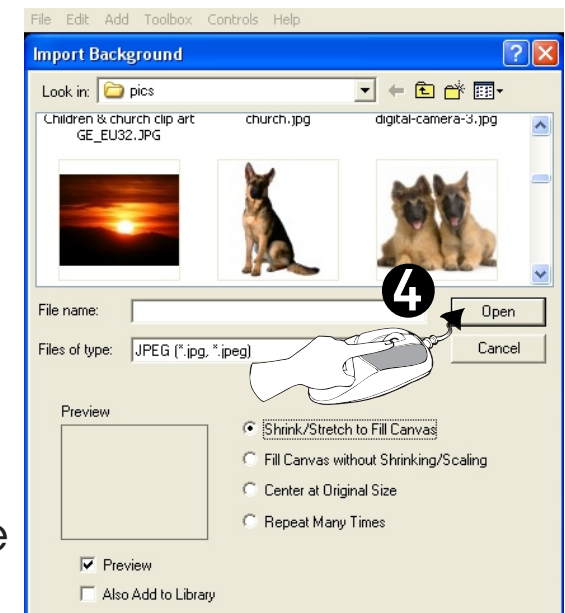 File Edit Add Toolbox Controls Help
Import Background
Look in: pics
Children & church clip art church.jpg digital-camera-3.jpg
GE_EU32.JPG
4
File name: Open
Files of type: JPEG (*.jpg, *.jpeg) Cancel
Preview
Shrink/Stretch to Fill Canvas
Fill Canvas without Shrinking/Scaling
Center at Original Size
e
Repeat Many Times
Preview
Also Add to Library